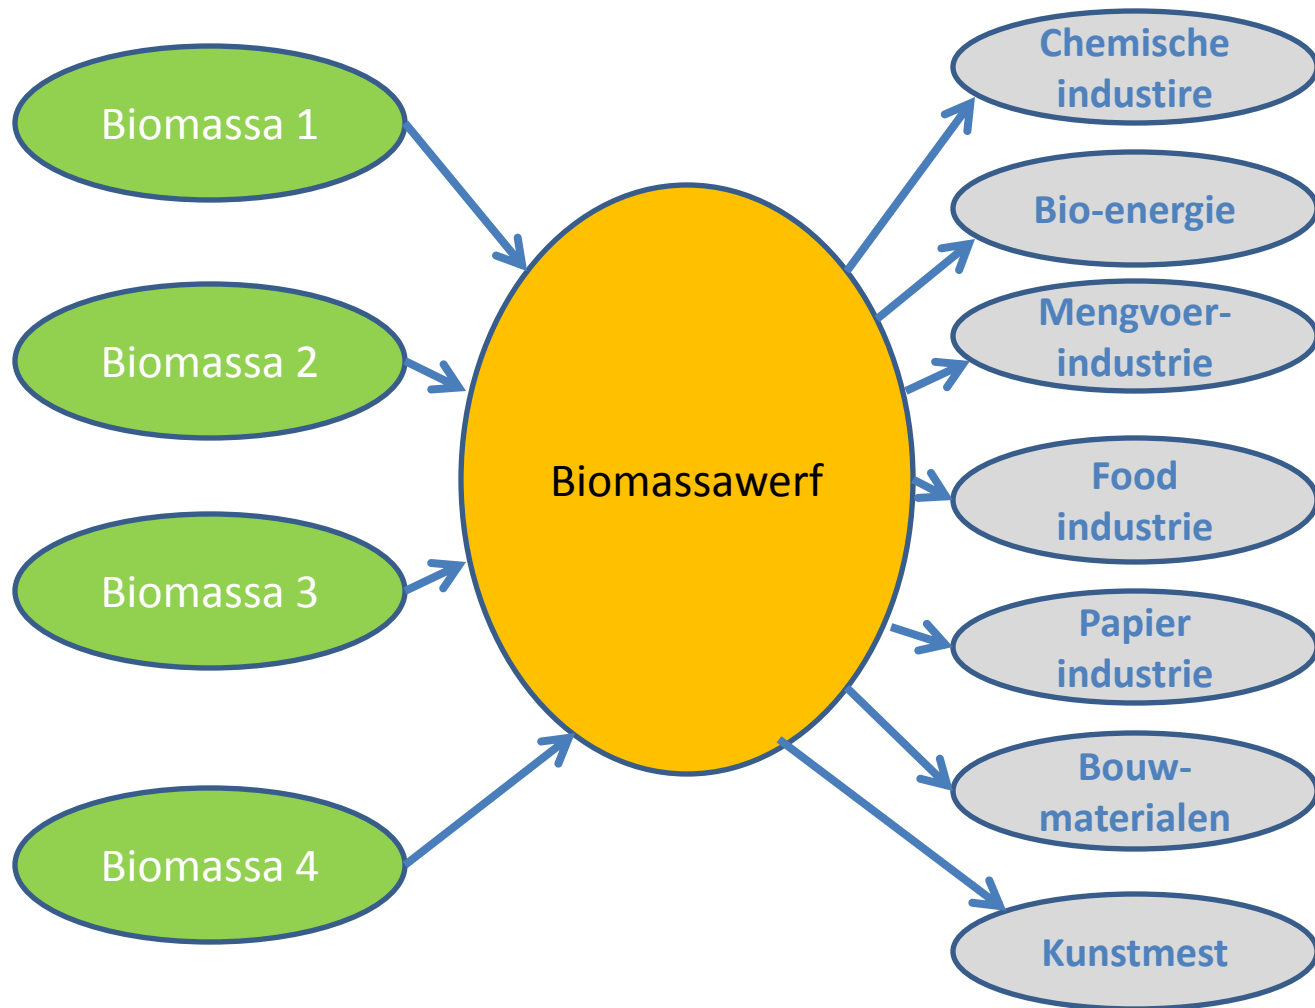 Biomassa 1
Biomassa 2
Biomassa 3
Biomassa 4
Biomassawerf
Chemische
industire
Bio-energie
Mengvoer-
industrie
Food
industrie
Papier
industrie
Bouw-
materialen
Kunstmest